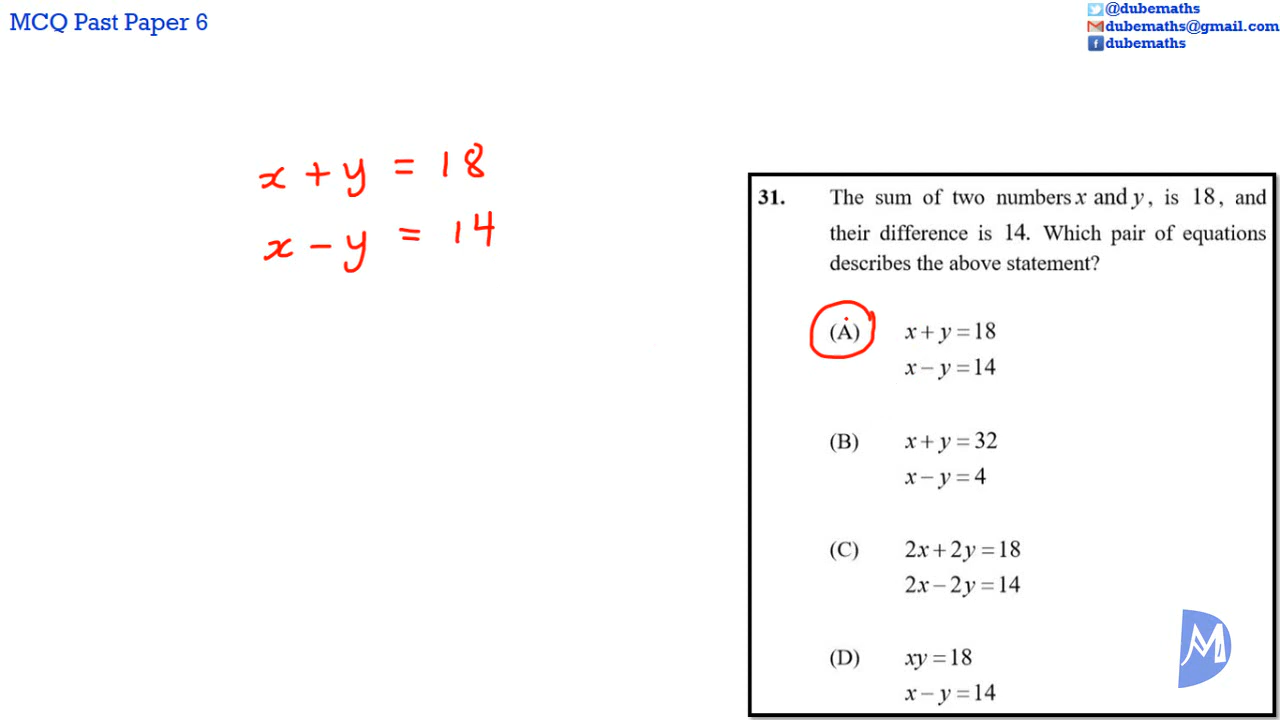 MCQ Past Paper 6
@dubemaths
dubemaths@gmail.com
dubemaths
x + y = 18
x - y = 14
31. The sum of two numbers x and y, is 18, and
their difference is 14. Which pair of equations
describes the above statement?
(A) x + y = 18
x - y = 14
(B) x + y = 32
x - y = 4
(C) 2x + 2y = 18
2x - 2y = 14
(D) xy = 18
x - y = 14
M